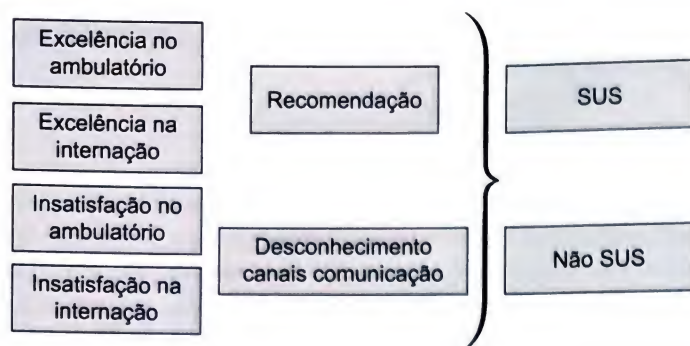 Excelência no
ambulatório
Excelência na
internação
Insatisfação no
ambulatório
Insatisfação na
internação
Recomendação
Desconhecimento
canais comunicação
SUS
Não SUS